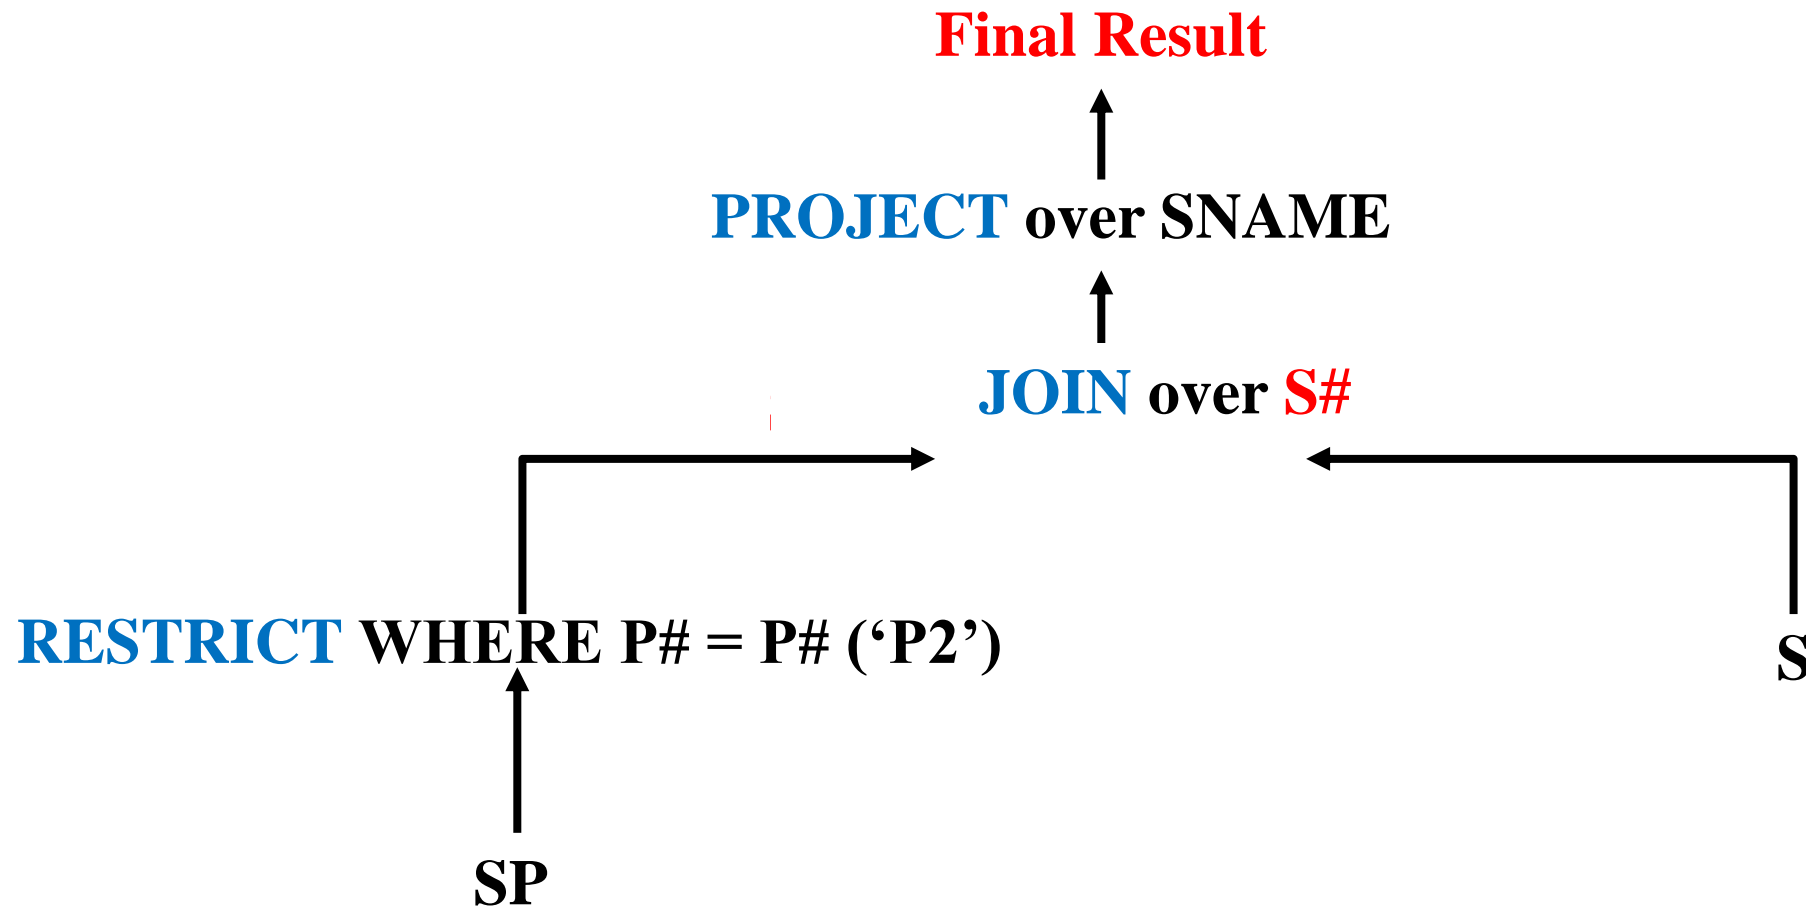 Final Result
PROJECT over SNAME
JOIN over S#
RESTRICT WHERE P# = P# (‘P2’)
S
SP